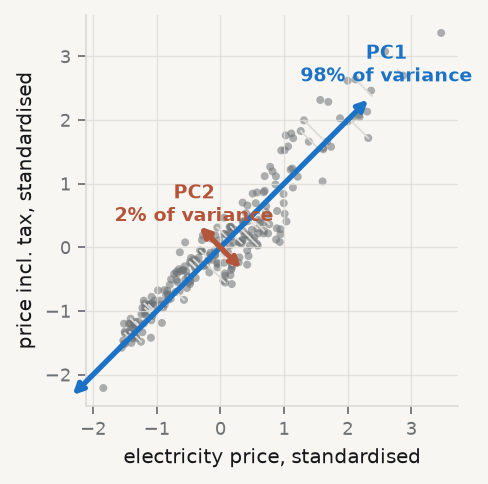 PC1
98% of variance
PC2
2% of variance
3
2
1
0
−1
−2
−2
−1
0
1
2
3
price incl. tax, standardised
electricity price, standardised